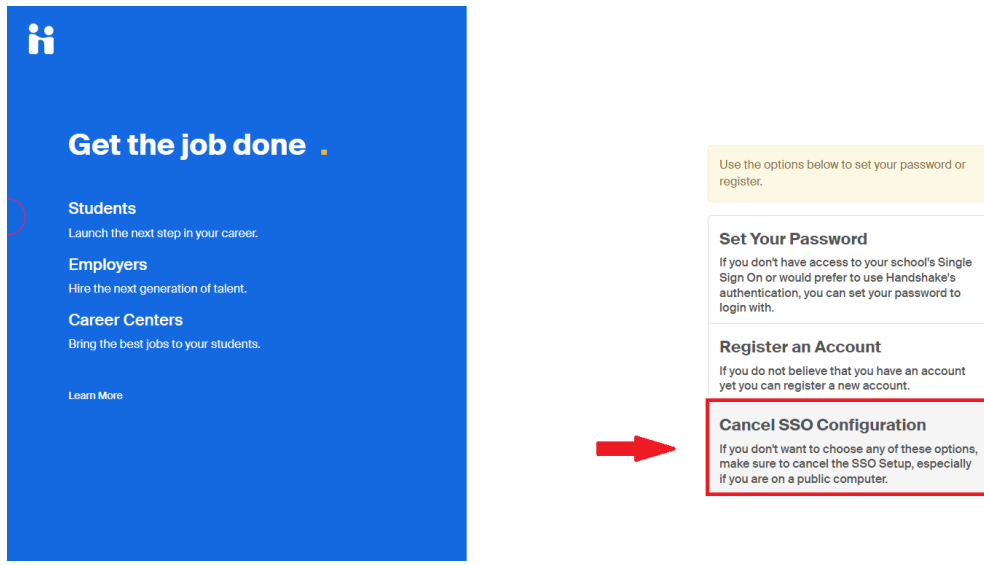 Get the job done .
Students
Launch the next step in your career.
Employers
Hire the next generation of talent.
Career Centers
Bring the best jobs to your students.
Learn More
Use the options below to set your password or
register.
Set Your Password
If you don't have access to your school's Single
Sign On or would prefer to use Handshake's
authentication, you can set your password to
login with.
Register an Account
If you do not believe that you have an account
yet you can register a new account.
Cancel SSO Configuration
If you don't want to choose any of these options,
make sure to cancel the SSO Setup, especially
if you are on a public computer.